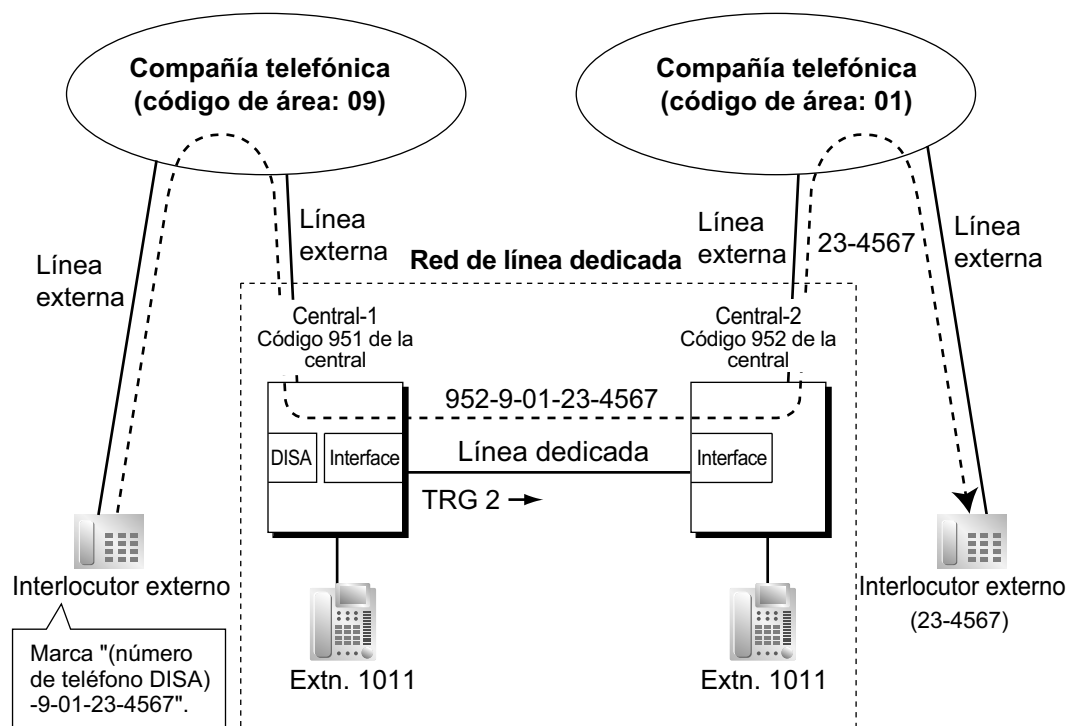 Compañía telefónica
(código de área: 09)
Compañía telefónica
(código de área: 01)
Línea
externa
Línea
externa
Red de línea dedicada
Línea
externa
23-4567
Línea
externa
Central-1
Código 951 de la
central
Central-2
Código 952 de la
central
952-9-01-23-4567
DISA
Interface
Línea dedicada
Interface
TRG 2
Interlocutor externo
Interlocutor externo
(23-4567)
Marca "(número
de teléfono DISA)
-9-01-23-4567".
Extn. 1011
Extn. 1011